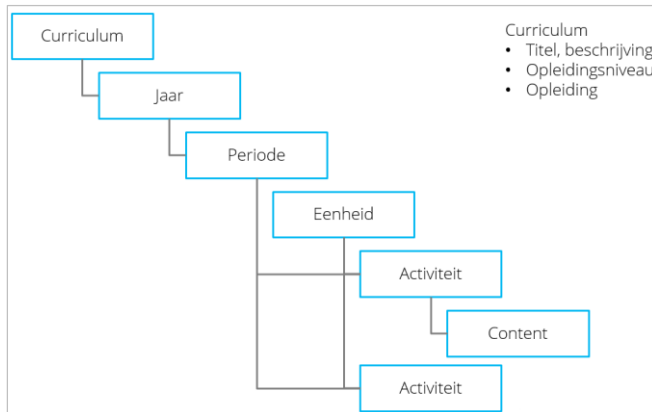 Curriculum
Jaar
Periode
Eenheid
Activiteit
Content
Activiteit
Curriculum
• Titel, beschrijving
• Opleidingsniveau
• Opleiding